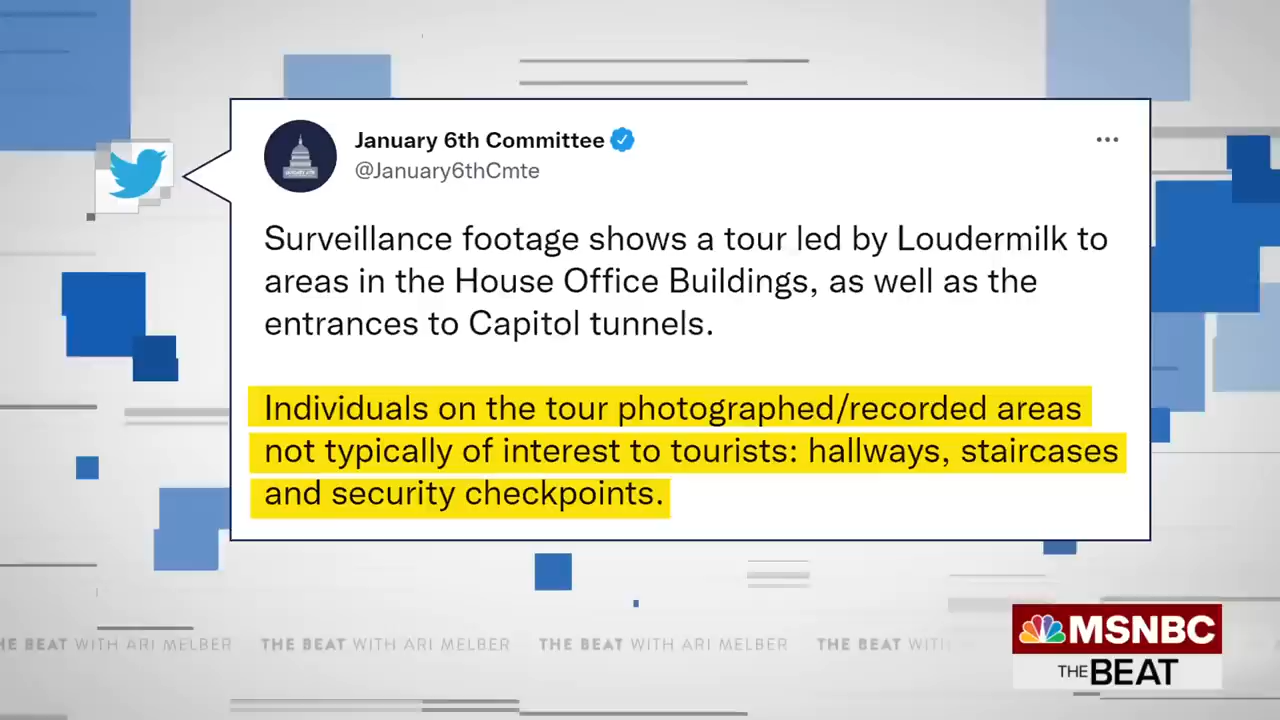 January 6th Committee
@January6thCmte
Surveillance footage shows a tour led by Loudermilk to
areas in the House Office Buildings, as well as the
entrances to Capitol tunnels.
Individuals on the tour photographed/recorded areas
not typically of interest to tourists: hallways, staircases
and security checkpoints.
HE BEAT WITH ARI MELBER THE BEAT WITH ARI MELBER THE BEAT WITH ARI MELBER THE BEAT WITH
MSNBC
THE BEAT